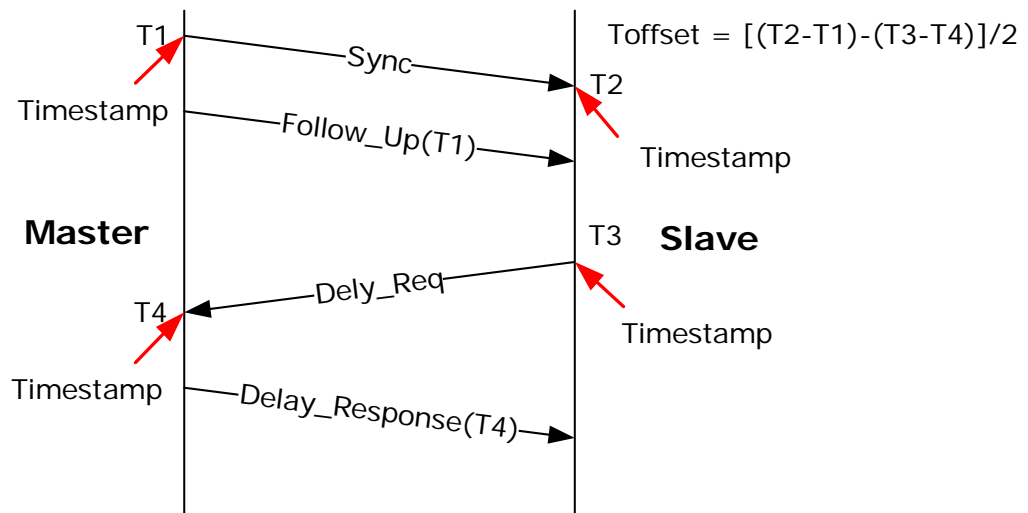 T1
Toffset = [(T2-T1)-(T3-T4)]/2
Sync
T2
Timestamp
Follow_Up(T1)
Timestamp
Master
T3
Slave
Dely_Req
T4
Timestamp
Timestamp
Delay_Response(T4)